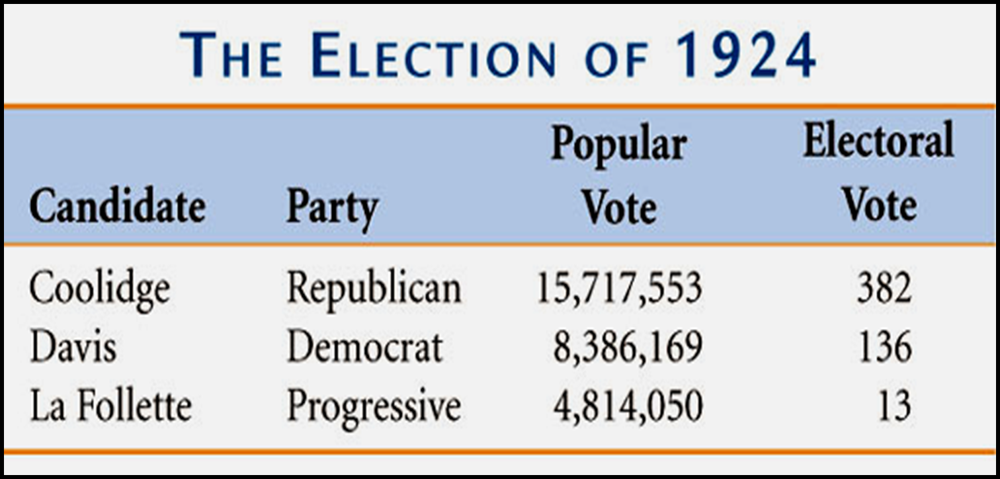 THE ELECTION OF 1924
Popular Electoral
Candidate Party Vote Vote
Coolidge Republican 15,717,553 382
Davis Democrat 8,386,169 136
La Follette Progressive 4,814,050 13